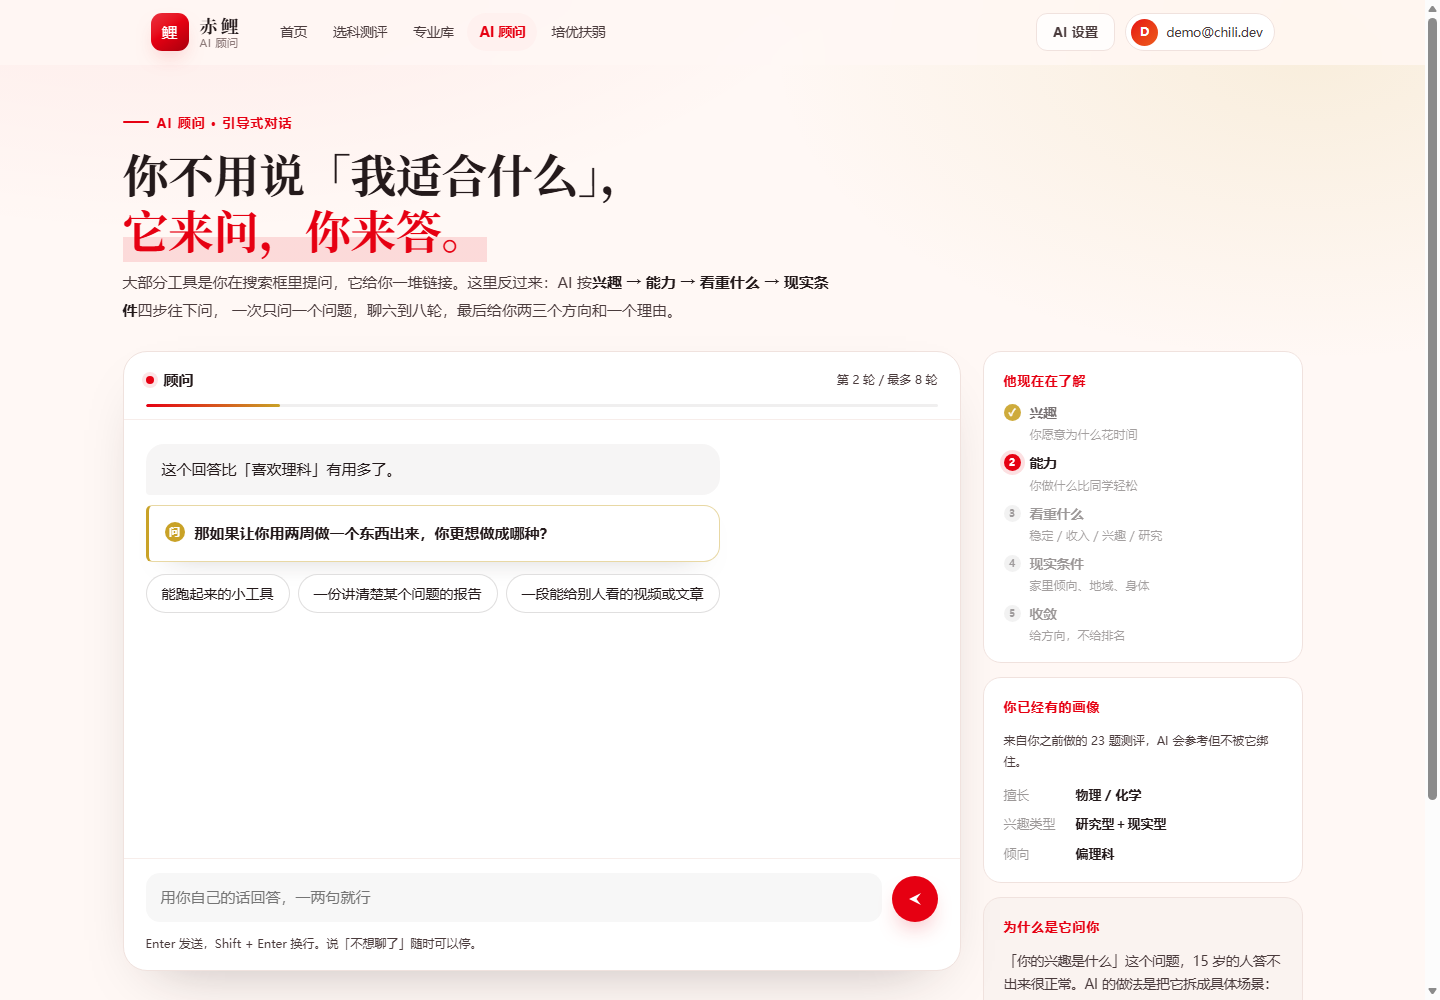 鲤
赤鲤
AI 顾问
首页
选科测评
专业库
AI 顾问
培优扶弱
AI 设置
D
demo@chili.dev
AI 顾问 • 引导式对话
你不用说「我适合什么」,
它来问，你来答。
大部分工具是你在搜索框里提问，它给你一堆链接。这里反过来：AI 按兴趣 → 能力 → 看重什么 → 现实条
件四步往下问， 一次只问一个问题，聊六到八轮，最后给你两三个方向和一个理由。
顾问
第 2 轮 / 最多 8 轮
这个回答比「喜欢理科」有用多了。
问 那如果让你用两周做一个东西出来，你更想做成哪种？
能跑起来的小工具
一份讲清楚某个问题的报告
一段能给别人看的视频或文章
用你自己的话回答，一两句就行
Enter 发送，Shift + Enter 换行。说「不想聊了」随时可以停。
他现在在了解
✓ 兴趣
你愿意为什么花时间
2 能力
你做什么比同学轻松
3 看重什么
稳定 / 收入 / 兴趣 / 研究
4 现实条件
家里倾向、地域、身体
5 收敛
给方向，不给排名
你已经有的画像
来自你之前做的 23 题测评，AI 会参考但不被它绑
住。
擅长 物理 / 化学
兴趣类型 研究型 + 现实型
倾向 偏理科
为什么是它问你
「你的兴趣是什么」这个问题，15 岁的人答不
出来很正常。AI 的做法是把它拆成具体场景：